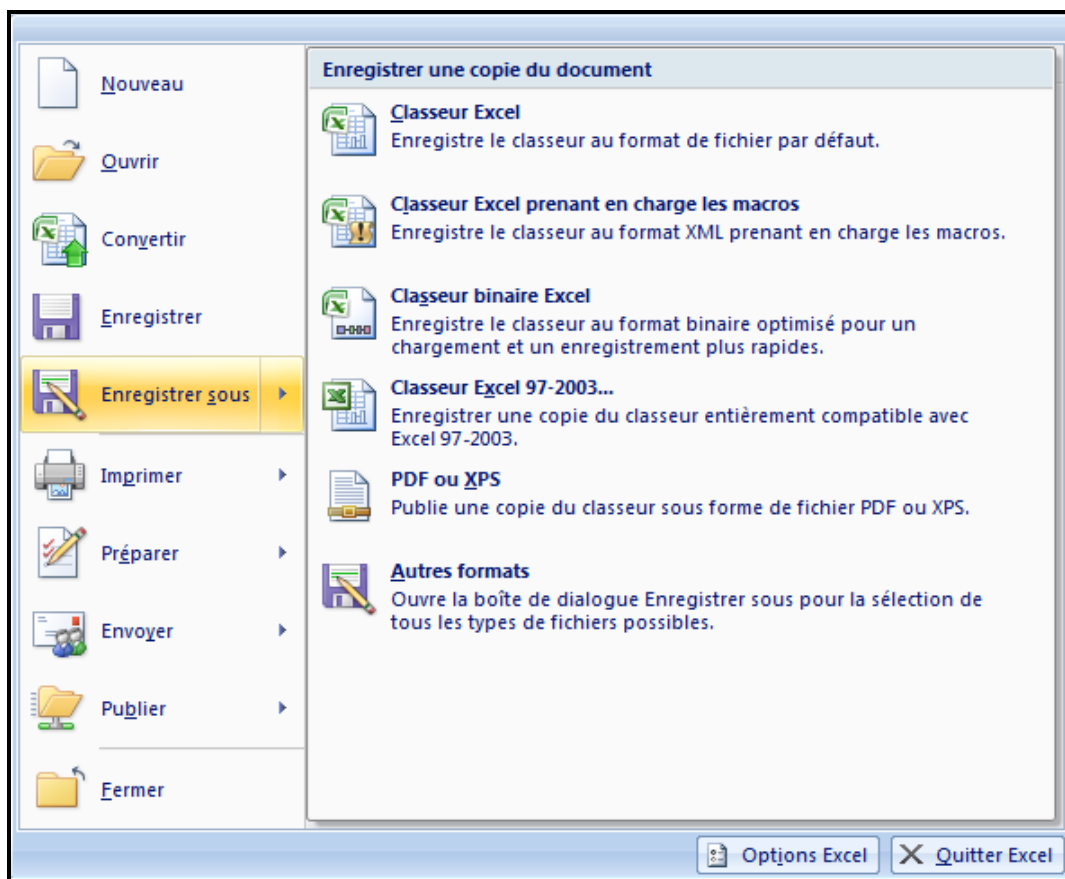 Nouveau
Ouvrir
Convertir
Enregistrer
Enregistrer sous
Imprimer
Préparer
Envoyer
Publier
Fermer
Enregistrer une copie du document
Classeur Excel
Enregistre le classeur au format de fichier par défaut.
Classeur Excel prenant en charge les macros
Enregistre le classeur au format XML prenant en charge les macros.
Classeur binaire Excel
Enregistre le classeur au format binaire optimisé pour un
chargement et un enregistrement plus rapides.
Classeur Excel 97-2003...
Enregistrer une copie du classeur entièrement compatible avec
Excel 97-2003.
PDF ou XPS
Publie une copie du classeur sous forme de fichier PDF ou XPS.
Autres formats
Ouvre la boîte de dialogue Enregistrer sous pour la sélection de
tous les types de fichiers possibles.
Options Excel
Quitter Excel